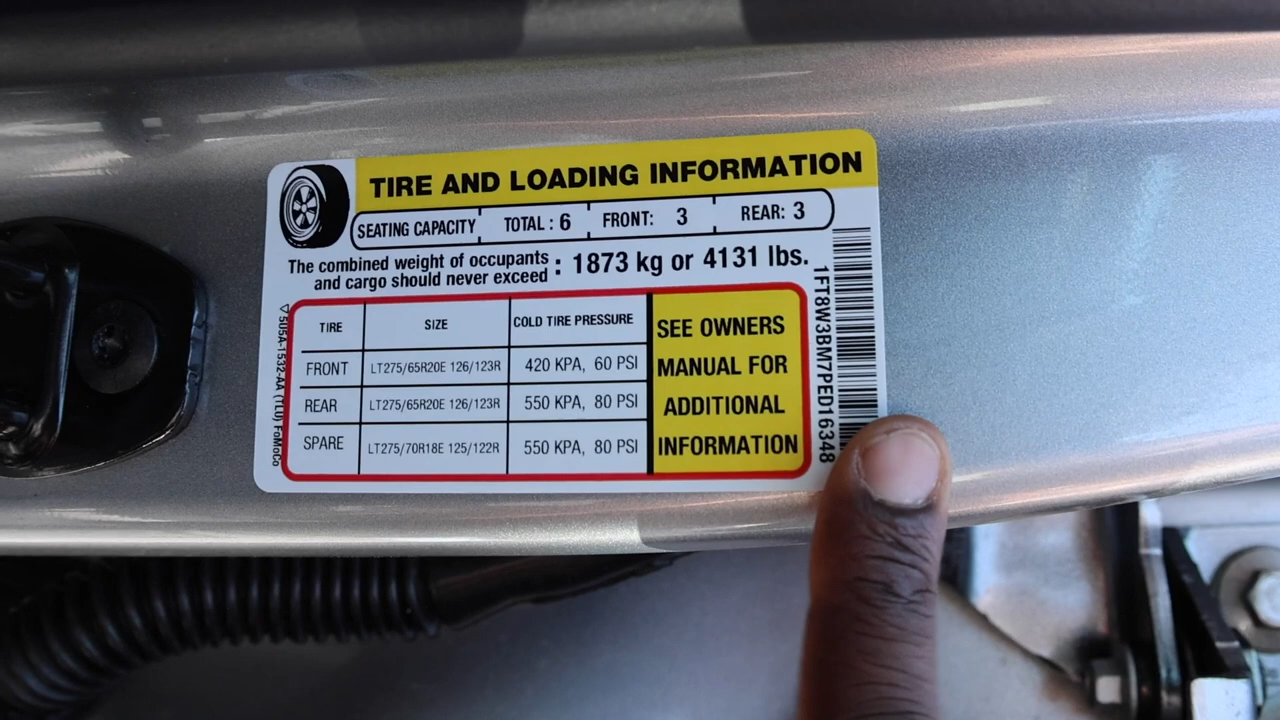 TIRE AND LOADING INFORMATION
SEATING CAPACITY TOTAL : 6 FRONT: 3 REAR: 3
The combined weight of occupants
and cargo should never exceed : 1873 kg or 4131 lbs.
TIRE SIZE COLD TIRE PRESSURE
FRONT LT275/65R20E 126/123R 420 KPA, 60 PSI
REAR LT275/65R20E 126/123R 550 KPA, 80 PSI
SPARE LT275/70R18E 125/122R 550 KPA, 80 PSI
SEE OWNERS
MANUAL FOR
ADDITIONAL
INFORMATION
1FT8W3BM7PED16348
▽ 5U5A-1532-AA (TLU) FoMoCo